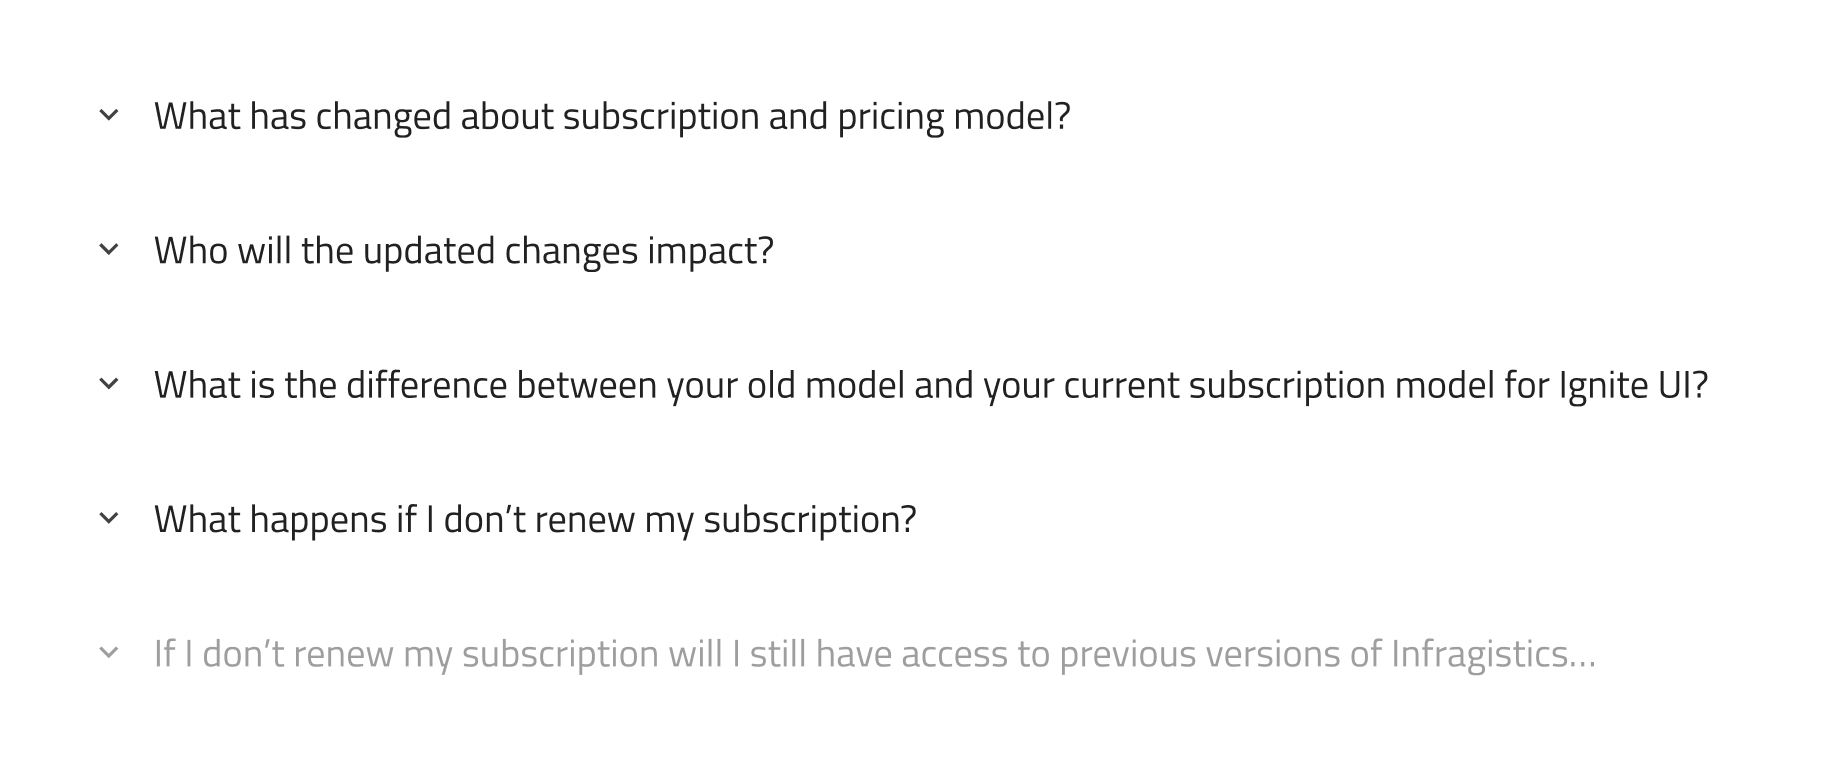 What has changed about subscription and pricing model?
Who will the updated changes impact?
What is the difference between your old model and your current subscription model for Ignite UI?
What happens if I don’t renew my subscription?
If I don’t renew my subscription will I still have access to previous versions of Infragistics...